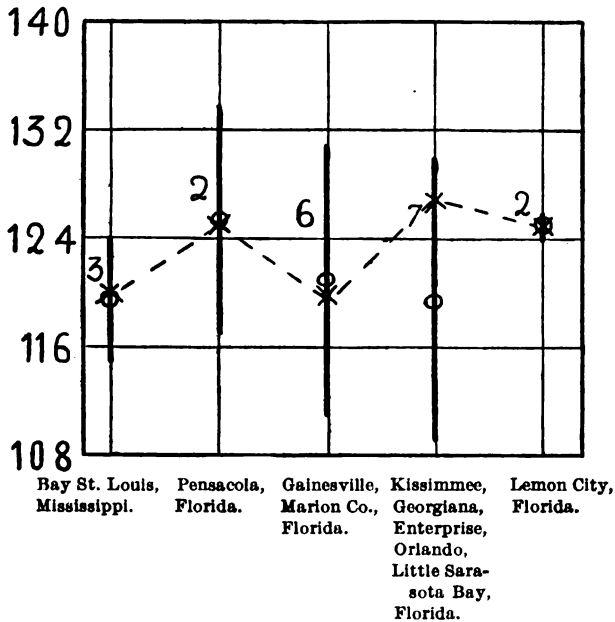 140
132
124
116
108
3
2
6
7
2
Bay St. Louis,
Mississippi.
Pensacola,
Florida.
Gainesville,
Marion Co.,
Florida.
Kissimmee,
Georgiana,
Enterprise,
Orlando,
Little Sara-
sota Bay,
Florida.
Lemon City,
Florida.